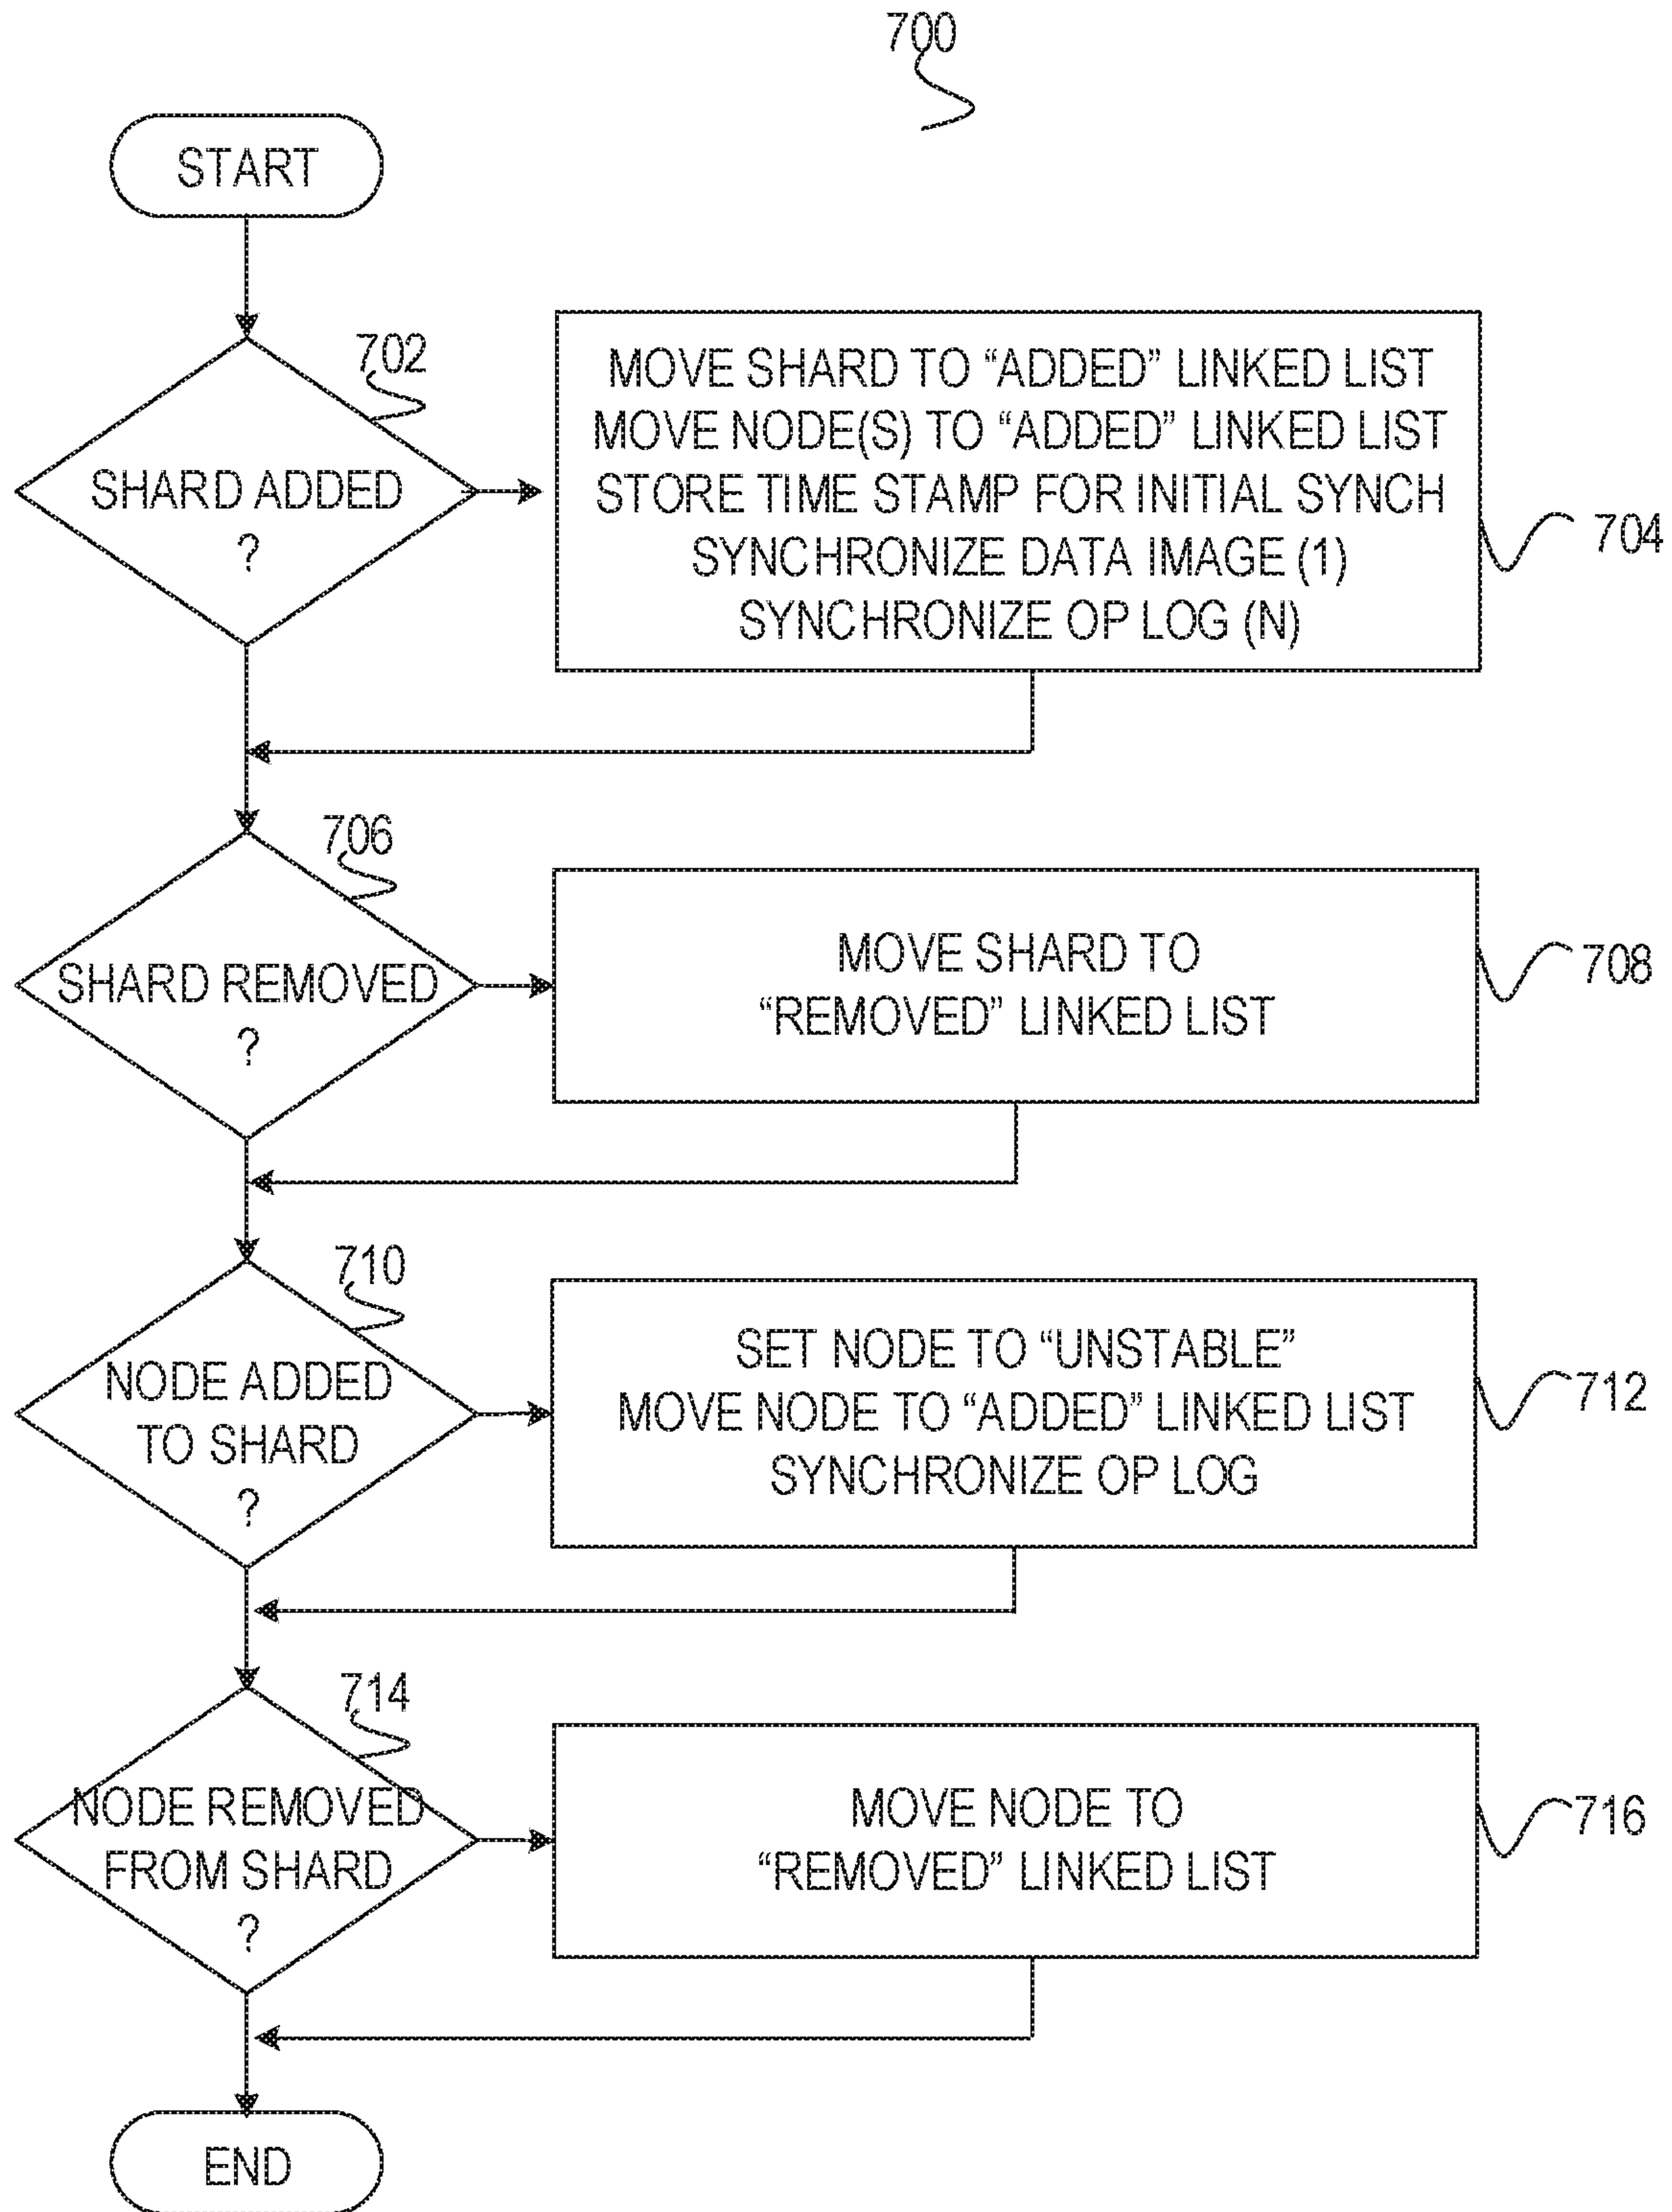 700
START
702
SHARD ADDED
?
MOVE SHARD TO “ADDED” LINKED LIST
MOVE NODE(S) TO “ADDED” LINKED LIST
STORE TIME STAMP FOR INITIAL SYNCH
SYNCHRONIZE DATA IMAGE (1)
SYNCHRONIZE OP LOG (N)
704
706
SHARD REMOVED
?
MOVE SHARD TO
“REMOVED” LINKED LIST
708
710
NODE ADDED
TO SHARD
?
SET NODE TO “UNSTABLE”
MOVE NODE TO “ADDED” LINKED LIST
SYNCHRONIZE OP LOG
712
714
NODE REMOVED
FROM SHARD
?
MOVE NODE TO
“REMOVED” LINKED LIST
716
END